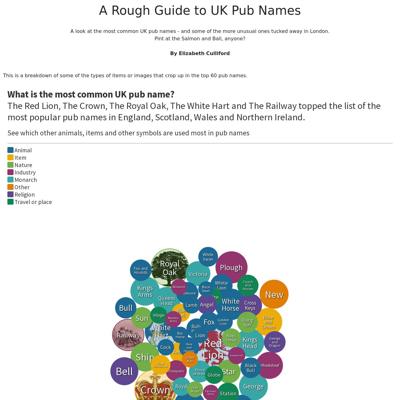 A Rough Guide to UK Pub Names
A look at the most common UK pub names - and some of the more unusual ones tucked away in London.
Pint at the Salmon and Ball, anyone?
By Elizabeth Culliford
This is a breakdown of some of the types of items or images that crop up in the top 60 pub names.
What is the most common UK pub name?
The Red Lion, The Crown, The Royal Oak, The White Hart and The Railway topped the list of the
most popular pub names in England, Scotland, Wales and Northern Ireland.
See which other animals, items and other symbols are used most in pub names
Animal
Item
Nature
Industry
Monarch
Other
Religion
Travel or place
White Swan
Royal Oak
Fox and Hounds
Victoria
Plough
Kings Arms
Queens Head
White Horse
Cross Keys
New
Bull
Lamb
Angel
Sun
Fox
Railway
White Hart
Lion
Red Lion
Kings Head
Cock
Ship
Bell
Globe
Star
Black Bull
Crown
Royal
Station
George